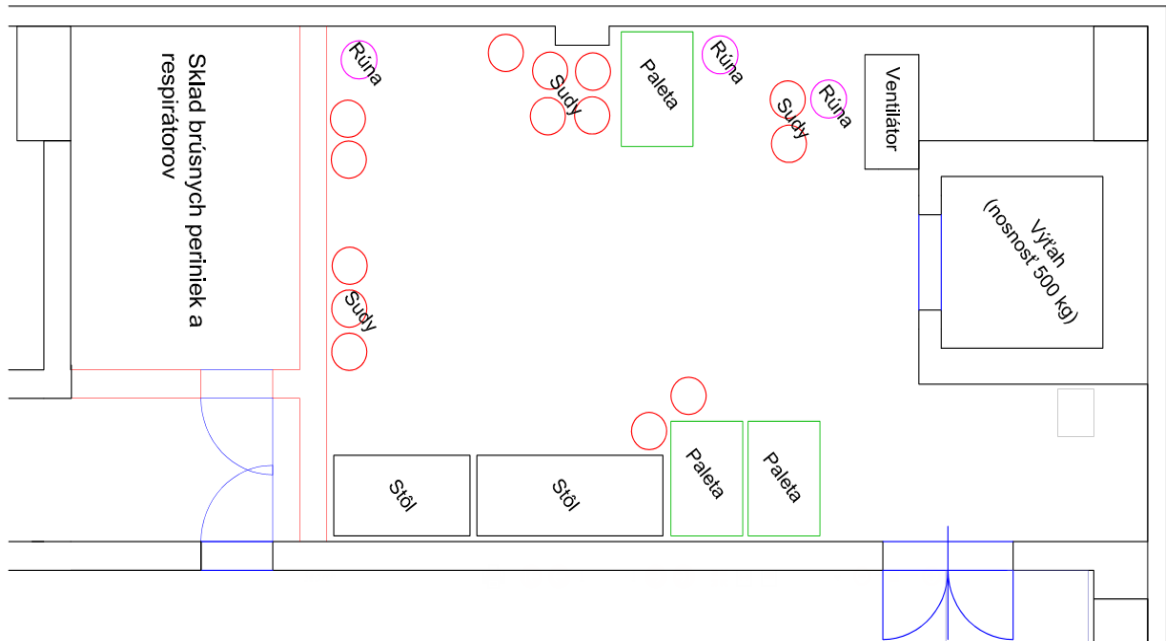 Sklad brúsnych periniek a
respirátorov
Rúna
Sudy
Paleta
Rúna
Sudy
Rúna
Ventilátor
Výťah
(nosnosť 500 kg)
Sudy
Stôl
Stôl
Paleta
Paleta